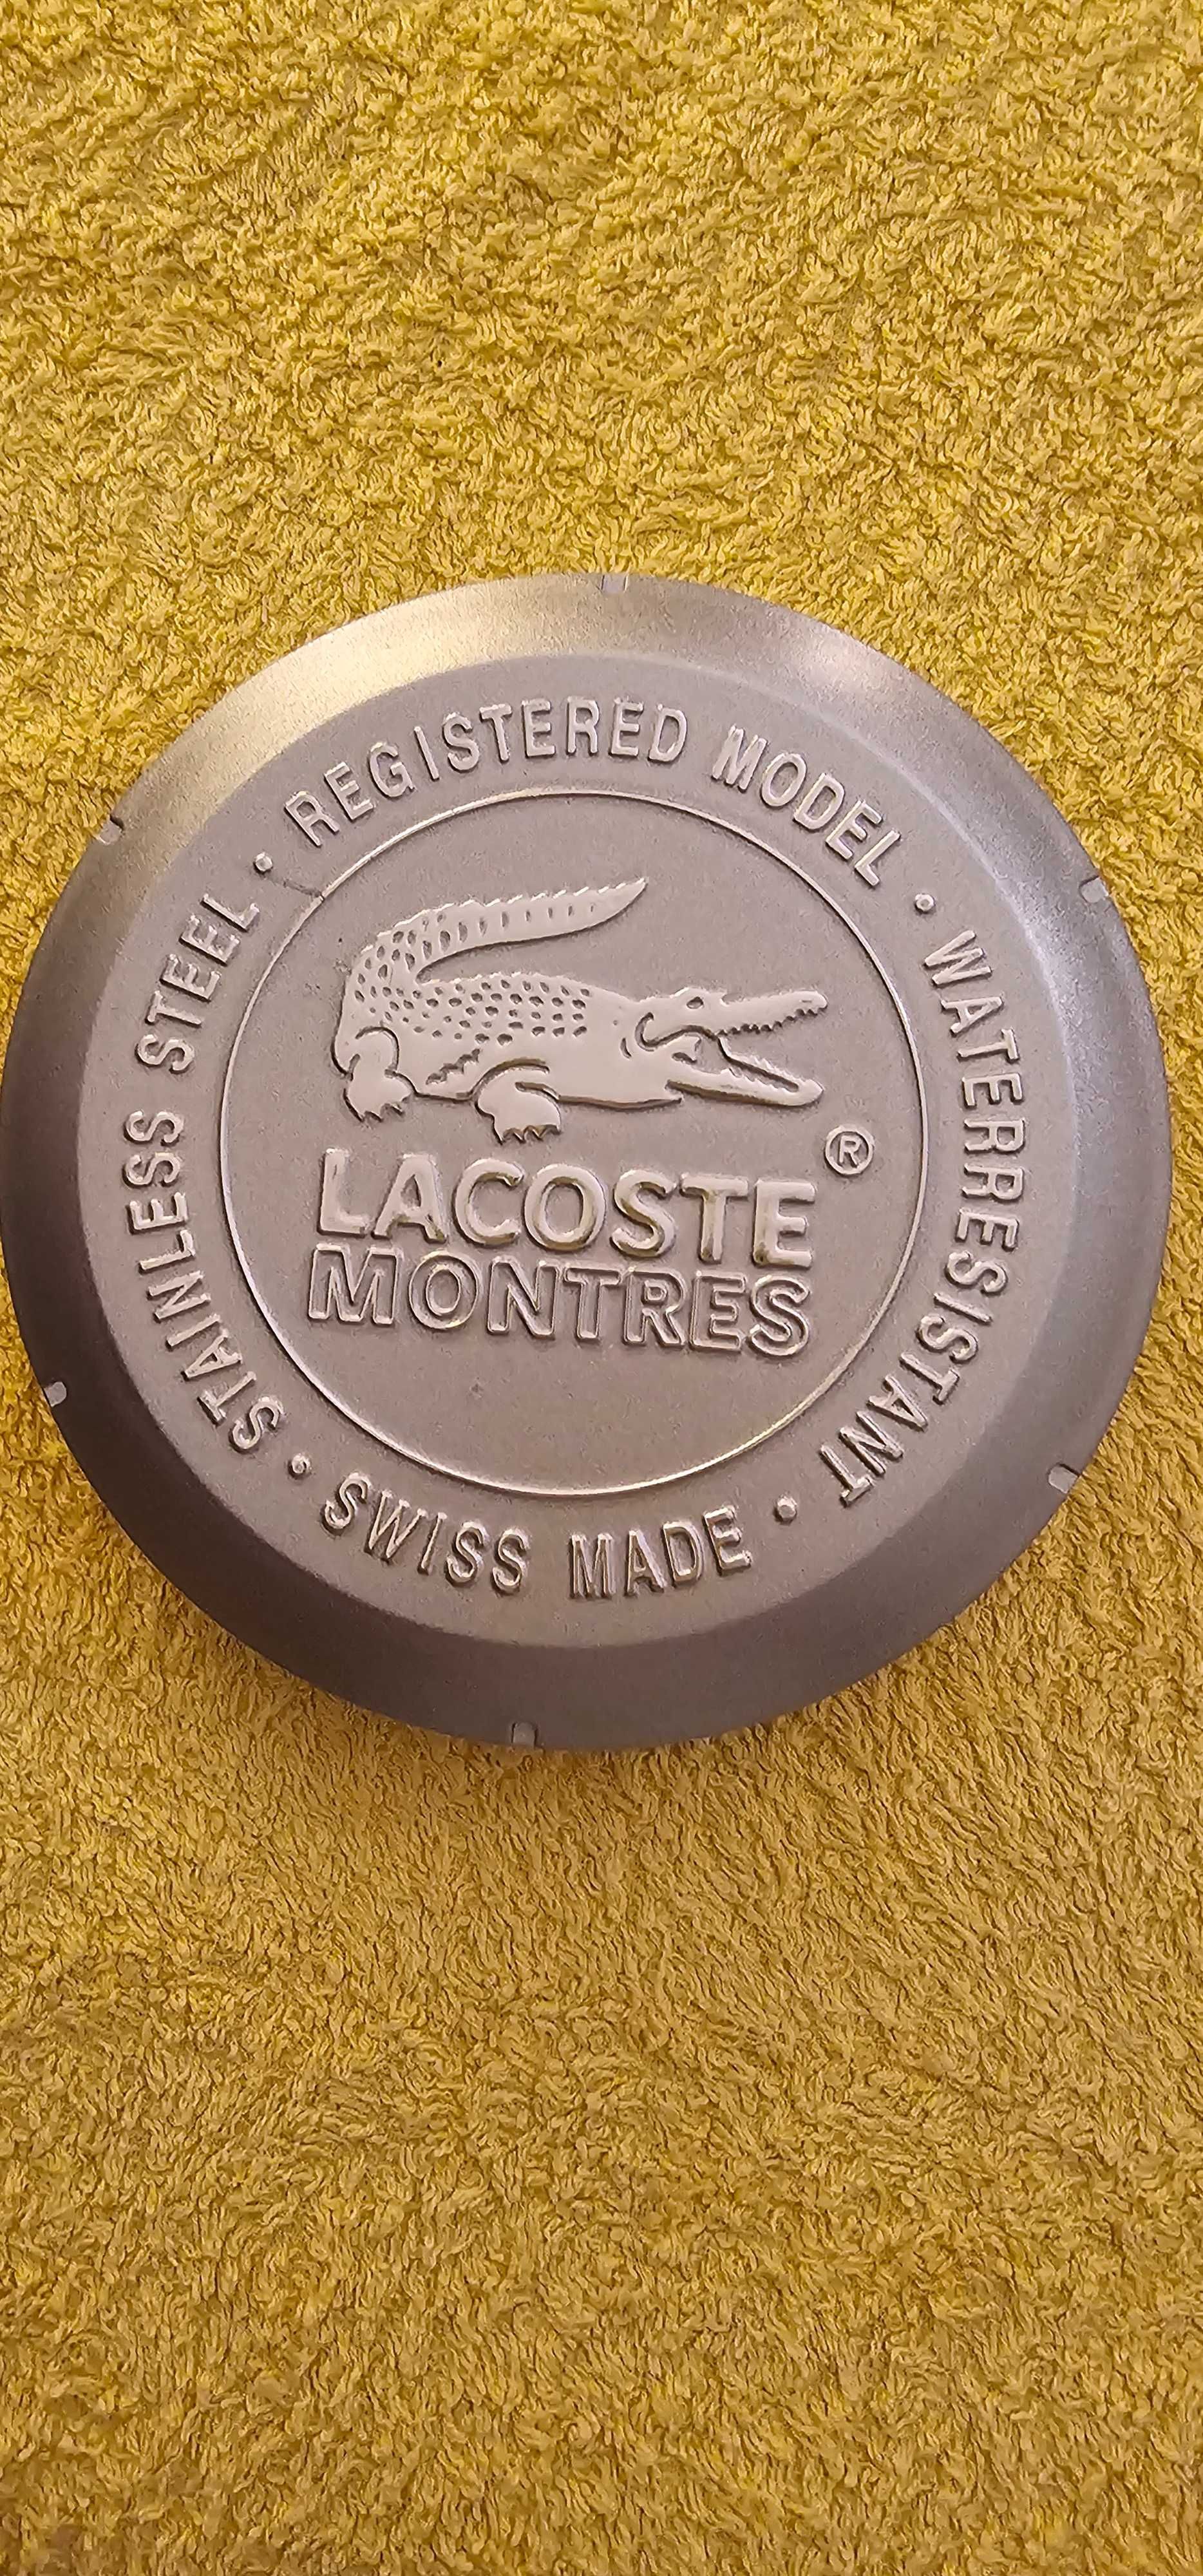 REGISTERED MODEL • WATERRESISTANT • SWISS MADE • STAINLESS STEEL •
LACOSTE ®
MONTRES